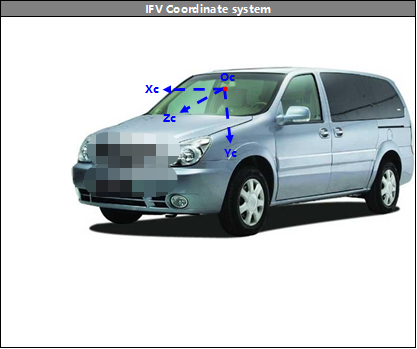 IFV Coordinate system
Oc
Xc
Zc
Yc